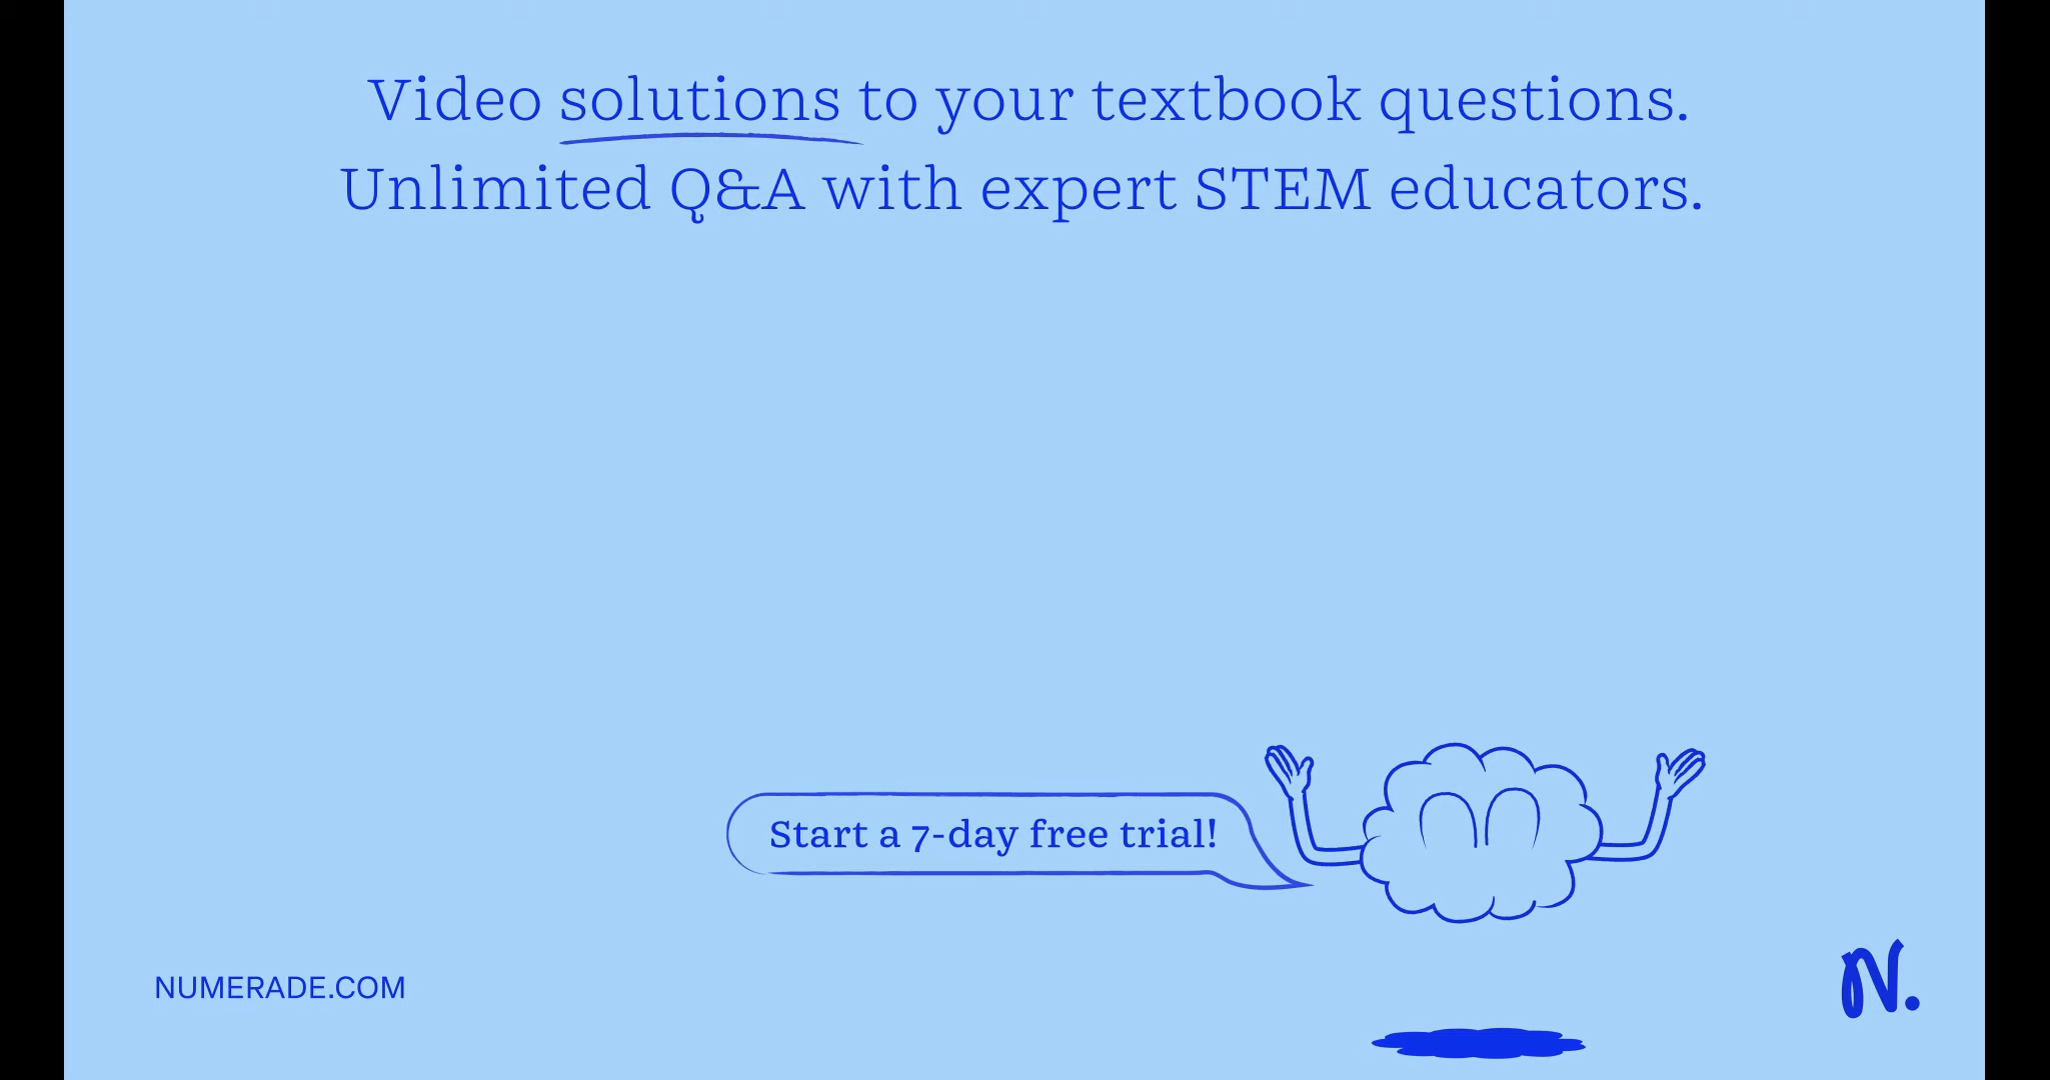 Video solutions to your textbook questions.
Unlimited Q&A with expert STEM educators.
Start a 7-day free trial!
NUMERADE.COM
N.